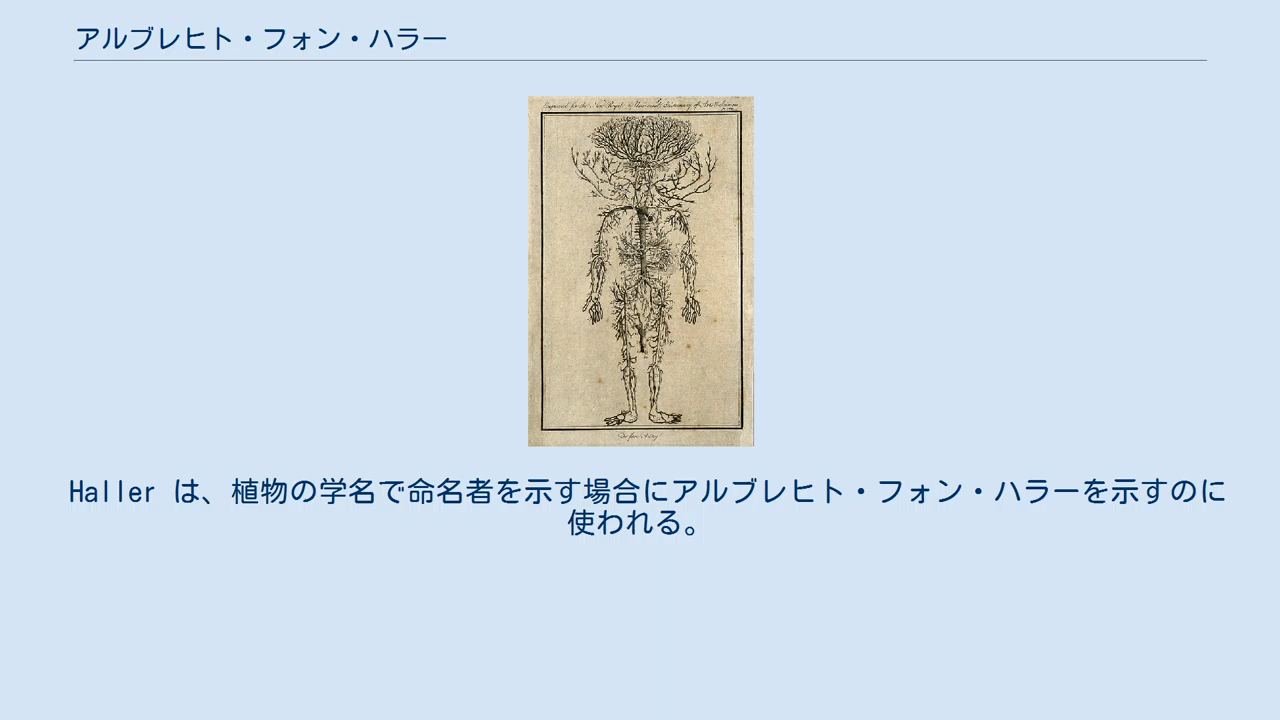 アルブレヒト・フォン・ハラー
Haller は、植物の学名で命名者を示す場合にアルブレヒト・フォン・ハラーを示すのに
使われる。